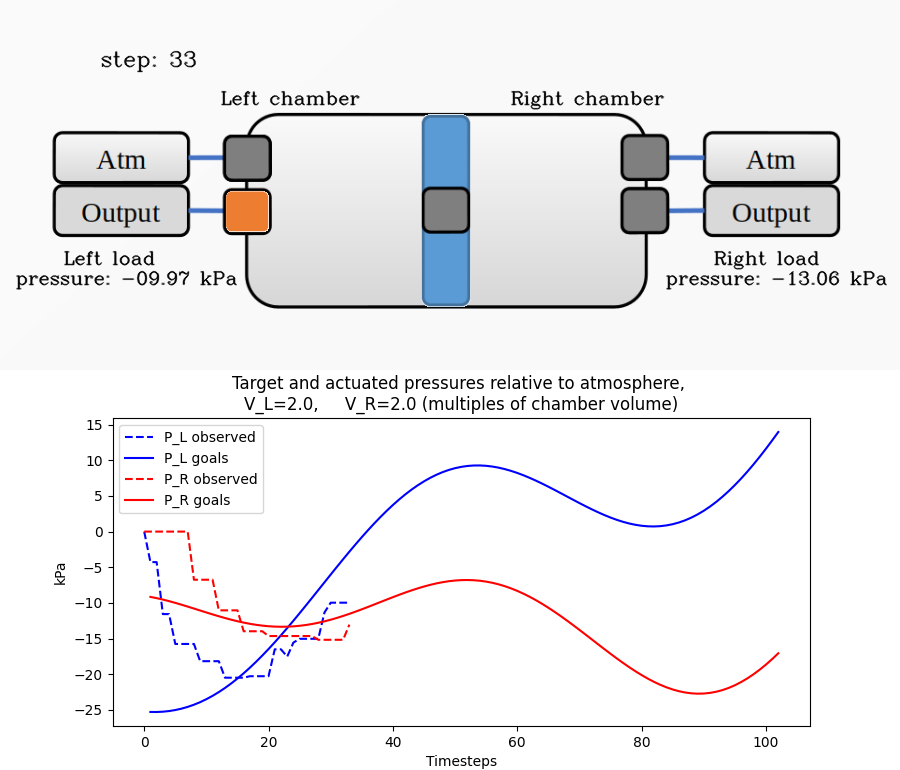 step: 33
Left chamber
Right chamber
Atm
Atm
Output
Output
Left load
pressure: −09.97 kPa
Right load
pressure: −13.06 kPa
Target and actuated pressures relative to atmosphere,
V_L=2.0, V_R=2.0 (multiples of chamber volume)
P_L observed
P_L goals
P_R observed
P_R goals
15
10
5
0
−5
−10
−15
−20
−25
kPa
0 20 40 60 80 100
Timesteps